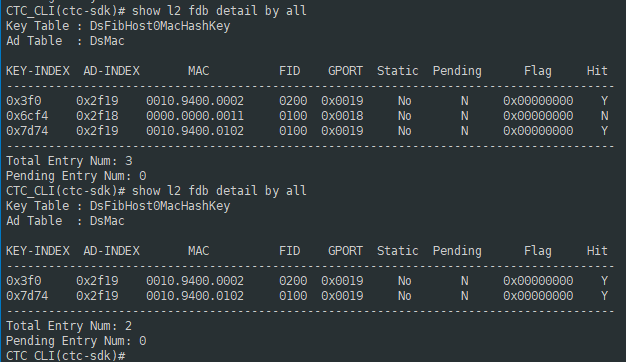 CTC_CLI(ctc-sdk)# show l2 fdb detail by all
Key Table : DsFibHost0MacHashKey
Ad Table  : DsMac
KEY-INDEX  AD-INDEX       MAC          FID    GPORT  Static  Pending      Flag     Hit
--------------------------------------------------------------------------------------
0x3f0     0x2f19    0010.9400.0002     0200  0x0019    No       N     0x00000000    Y
0x6cf4    0x2f18    0000.0000.0011     0100  0x0018    No       N     0x00000000    N
0x7d74    0x2f19    0010.9400.0102     0100  0x0019    No       N     0x00000000    Y
--------------------------------------------------------------------------------------
Total Entry Num: 3
Pending Entry Num: 0
CTC_CLI(ctc-sdk)# show l2 fdb detail by all
Key Table : DsFibHost0MacHashKey
Ad Table  : DsMac
KEY-INDEX  AD-INDEX       MAC          FID    GPORT  Static  Pending      Flag     Hit
--------------------------------------------------------------------------------------
0x3f0     0x2f19    0010.9400.0002     0200  0x0019    No       N     0x00000000    Y
0x7d74    0x2f19    0010.9400.0102     0100  0x0019    No       N     0x00000000    Y
--------------------------------------------------------------------------------------
Total Entry Num: 2
Pending Entry Num: 0
CTC_CLI(ctc-sdk)#